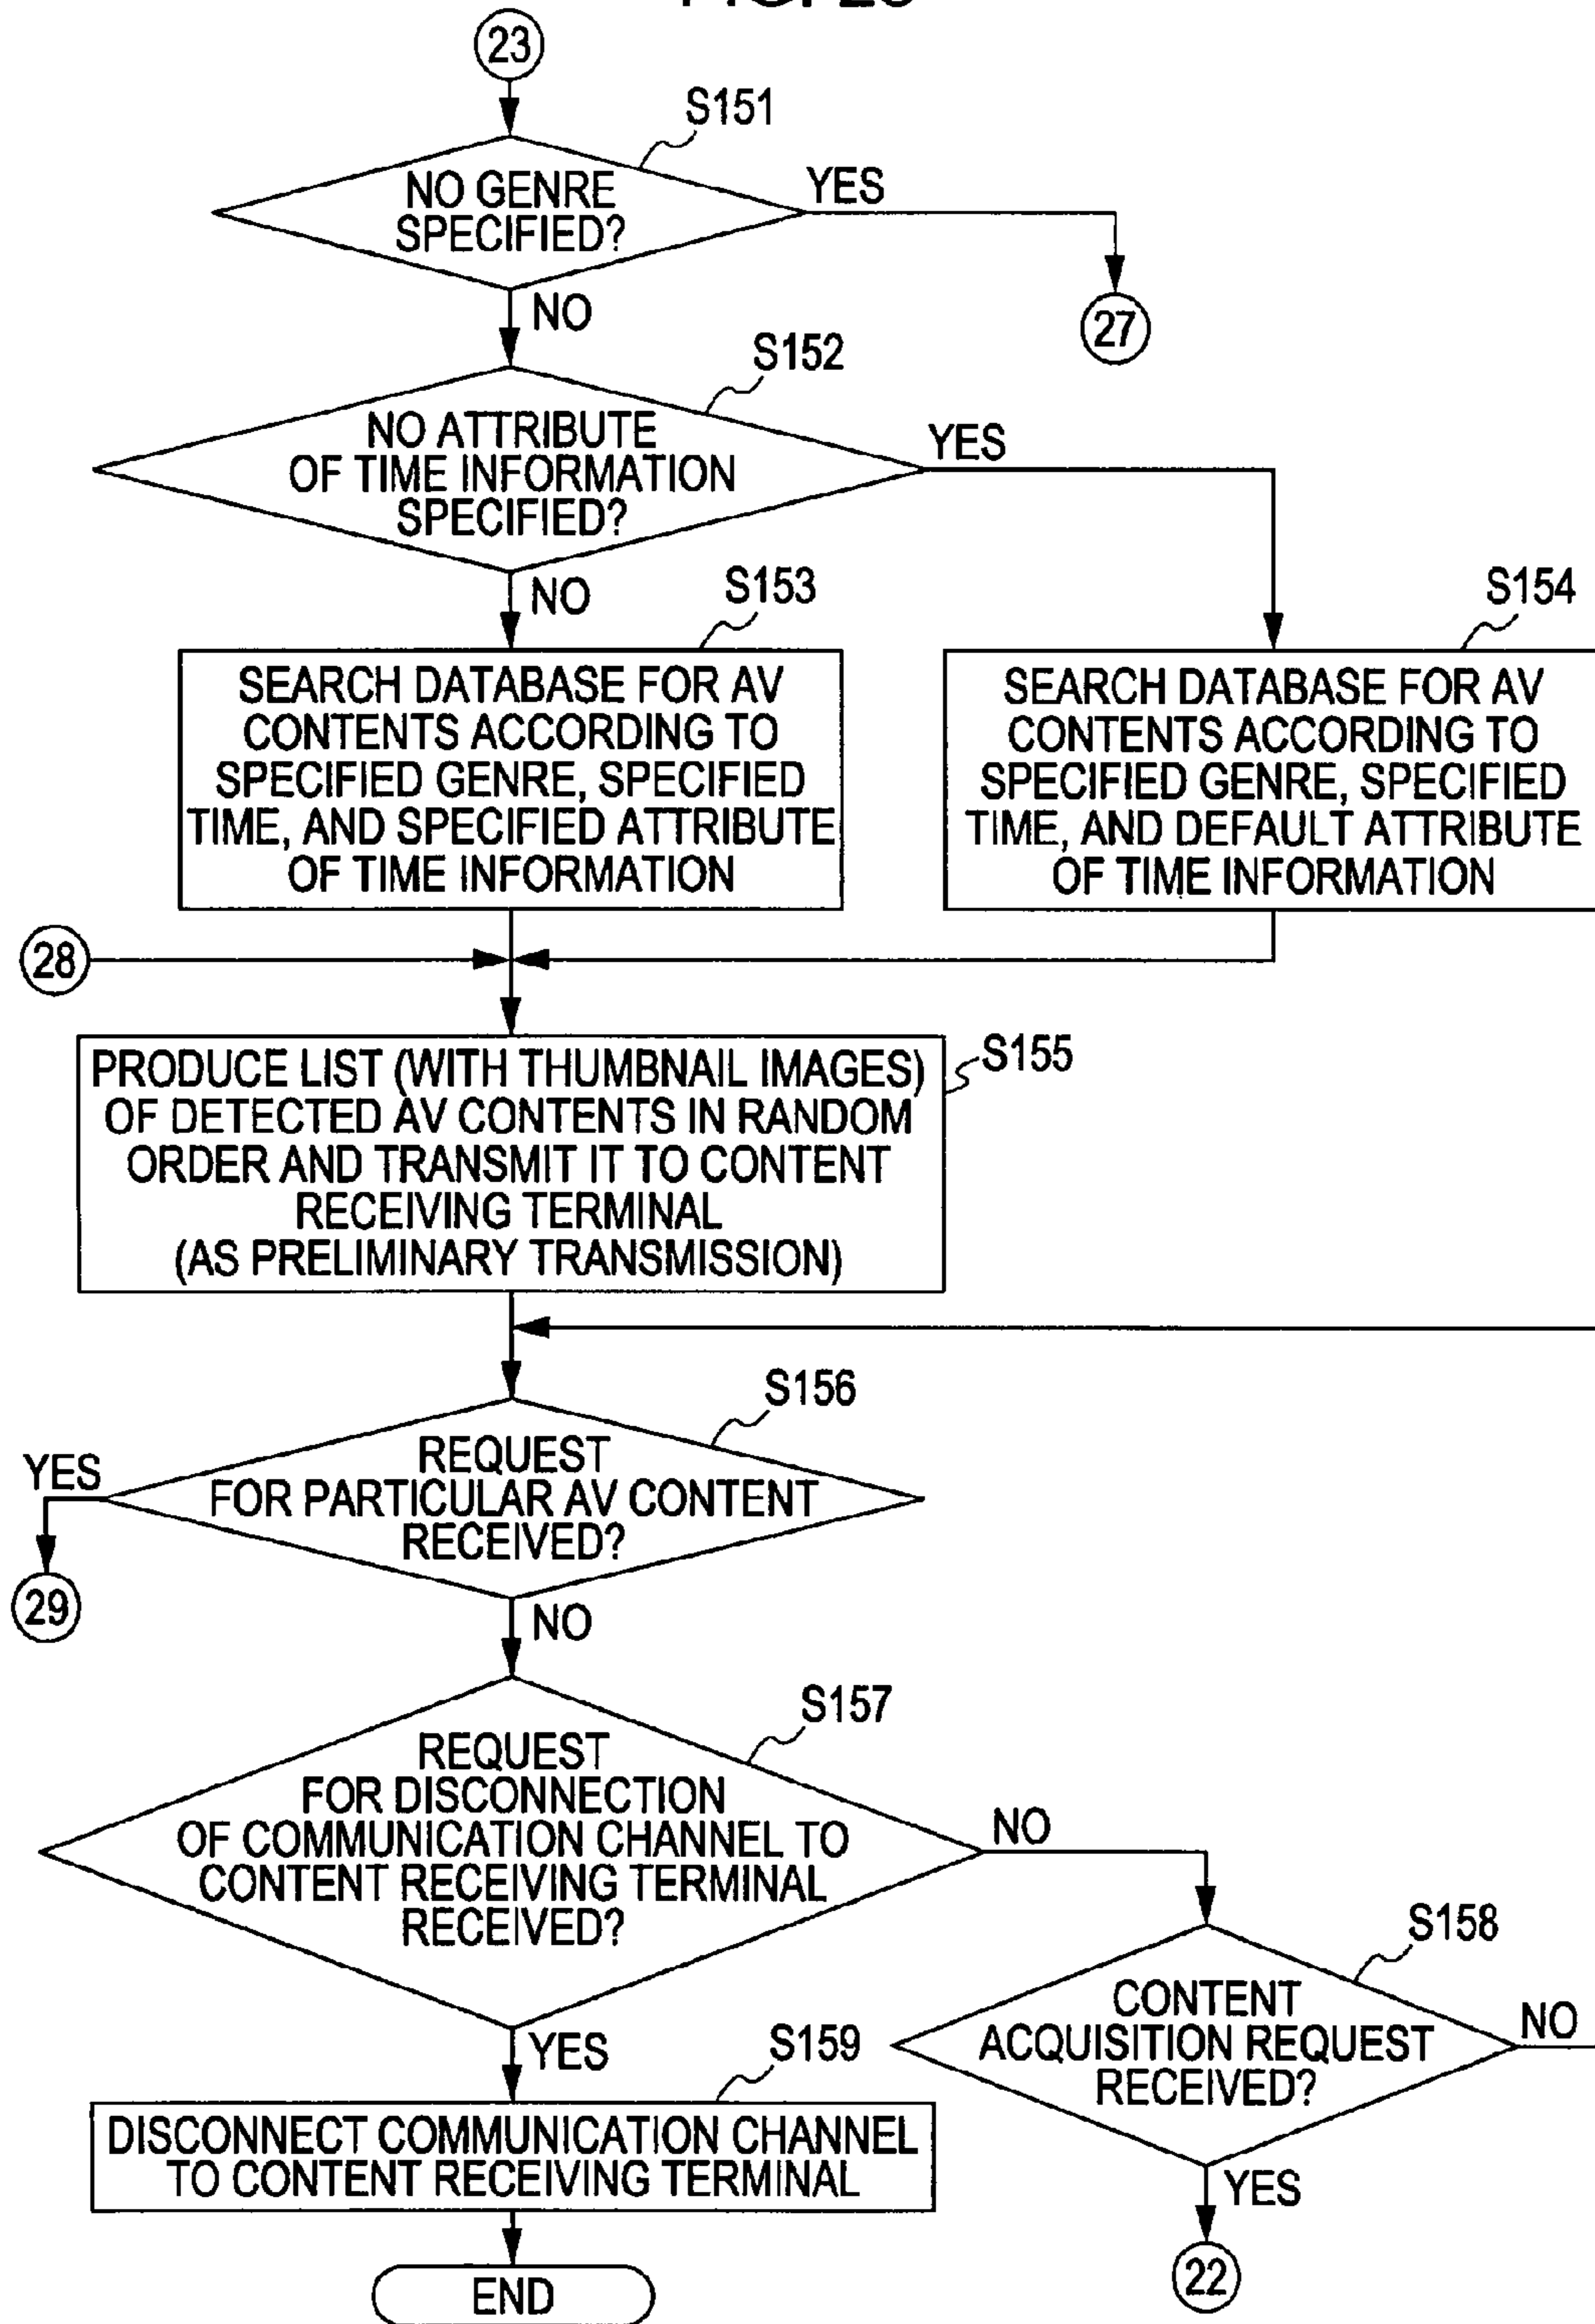 23
S151
NO GENRE
SPECIFIED?
YES
NO
27
S152
NO ATTRIBUTE
OF TIME INFORMATION
SPECIFIED?
YES
NO
S153
SEARCH DATABASE FOR AV
CONTENTS ACCORDING TO
SPECIFIED GENRE, SPECIFIED
TIME, AND SPECIFIED ATTRIBUTE
OF TIME INFORMATION
S154
SEARCH DATABASE FOR AV
CONTENTS ACCORDING TO
SPECIFIED GENRE, SPECIFIED
TIME, AND DEFAULT ATTRIBUTE
OF TIME INFORMATION
28
S155
PRODUCE LIST (WITH THUMBNAIL IMAGES)
OF DETECTED AV CONTENTS IN RANDOM
ORDER AND TRANSMIT IT TO CONTENT
RECEIVING TERMINAL
(AS PRELIMINARY TRANSMISSION)
S156
REQUEST
FOR PARTICULAR AV CONTENT
RECEIVED?
YES
29
NO
S157
REQUEST
FOR DISCONNECTION
OF COMMUNICATION CHANNEL TO
CONTENT RECEIVING TERMINAL
RECEIVED?
NO
YES
S158
CONTENT
ACQUISITION REQUEST
RECEIVED?
NO
YES
22
S159
DISCONNECT COMMUNICATION CHANNEL
TO CONTENT RECEIVING TERMINAL
END